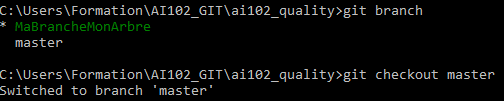 C:\Users\Formation\AI102_GIT\ai102_quality>git branch
* MaBrancheMonArbre
  master
C:\Users\Formation\AI102_GIT\ai102_quality>git checkout master
Switched to branch 'master'